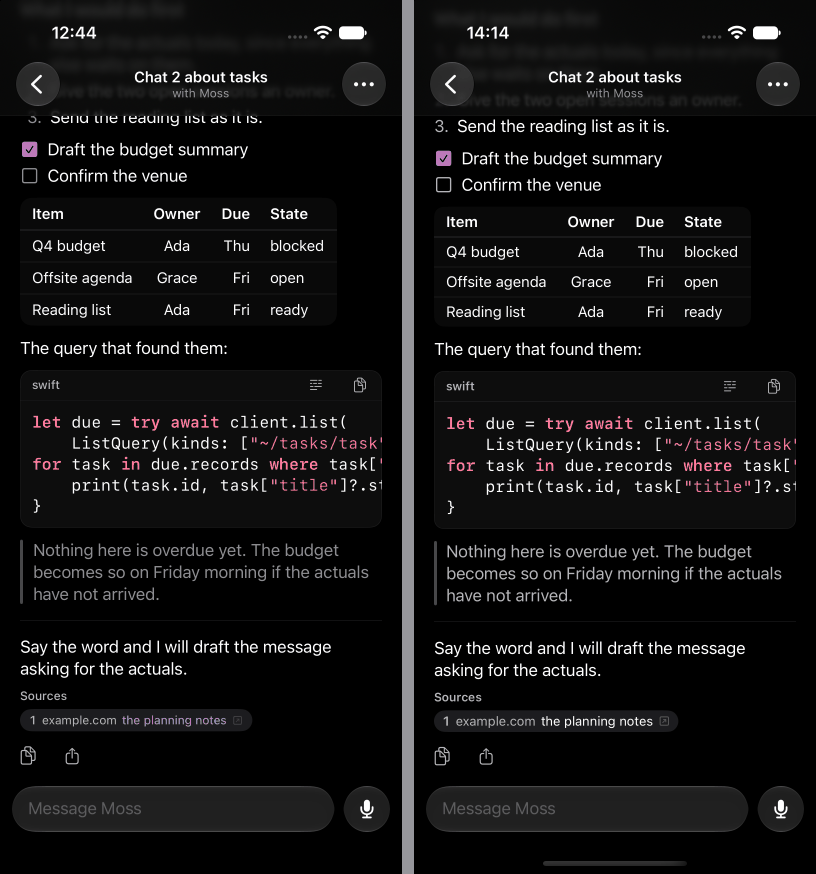 12:44
Chat 2 about tasks
with Moss
3. Send the reading list as it is.
Draft the budget summary
Confirm the venue
Item Owner Due State
Q4 budget Ada Thu blocked
Offsite agenda Grace Fri open
Reading list Ada Fri ready
The query that found them:
swift
let due = try await client.list(
ListQuery(kinds: ["~/tasks/task"
for task in due.records where task["
print(task.id, task["title"]?.st
}
Nothing here is overdue yet. The budget
becomes so on Friday morning if the actuals
have not arrived.
Say the word and I will draft the message
asking for the actuals.
Sources
1 example.com the planning notes
Message Moss
14:14
Chat 2 about tasks
with Moss
give the two open sessions an owner.
3. Send the reading list as it is.
Draft the budget summary
Confirm the venue
Item Owner Due State
Q4 budget Ada Thu blocked
Offsite agenda Grace Fri open
Reading list Ada Fri ready
The query that found them:
swift
let due = try await client.list(
ListQuery(kinds: ["~/tasks/task"
for task in due.records where task["
print(task.id, task["title"]?.st
}
Nothing here is overdue yet. The budget
becomes so on Friday morning if the actuals
have not arrived.
Say the word and I will draft the message
asking for the actuals.
Sources
1 example.com the planning notes
Message Moss